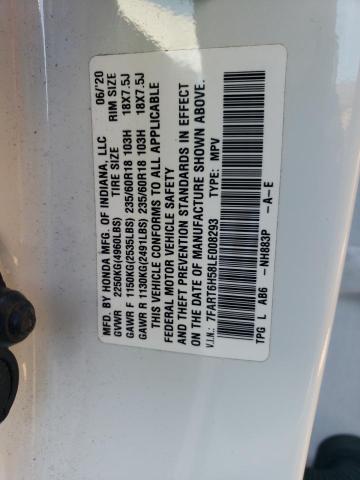 MFD. BY HONDA MFG. OF INDIANA, LLC 06/'20
GVWR 2250KG(4960LBS) TIRE SIZE RIM SIZE
GAWR F 1150KG(2535LBS) 235/60R18 103H 18X7.5J
GAWR R 1130KG(2491LBS) 235/60R18 103H 18X7.5J
THIS VEHICLE CONFORMS TO ALL APPLICABLE
FEDERAL MOTOR VEHICLE SAFETY
AND THEFT PREVENTION STANDARDS IN EFFECT
ON THE DATE OF MANUFACTURE SHOWN ABOVE.
V.I.N.: 7FART6H58LE008293 TYPE: MPV
TPG L AB6 -NH883P -A-E